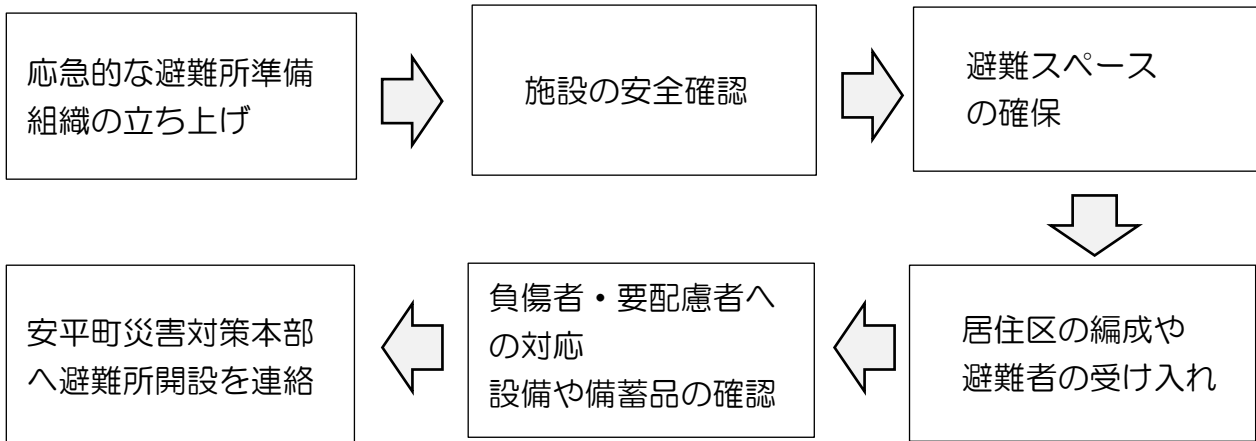 応急的な避難所準備
組織の立ち上げ
施設の安全確認
避難スペース
の確保
居住区の編成や
避難者の受け入れ
負傷者・要配慮者へ
の対応
設備や備蓄品の確認
安平町災害対策本部
へ避難所開設を連絡